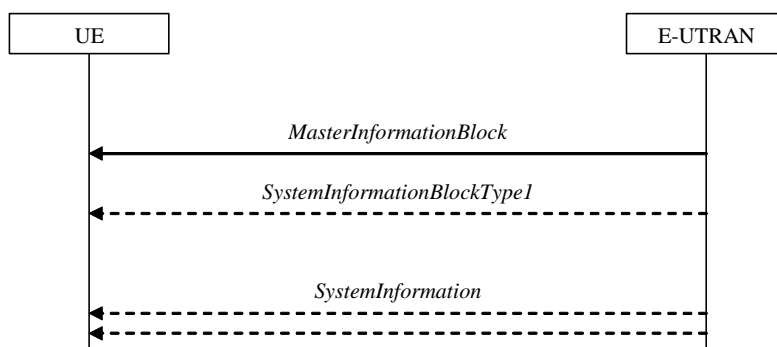 UE
E-UTRAN
MasterInformationBlock
SystemInformationBlockType1
SystemInformation